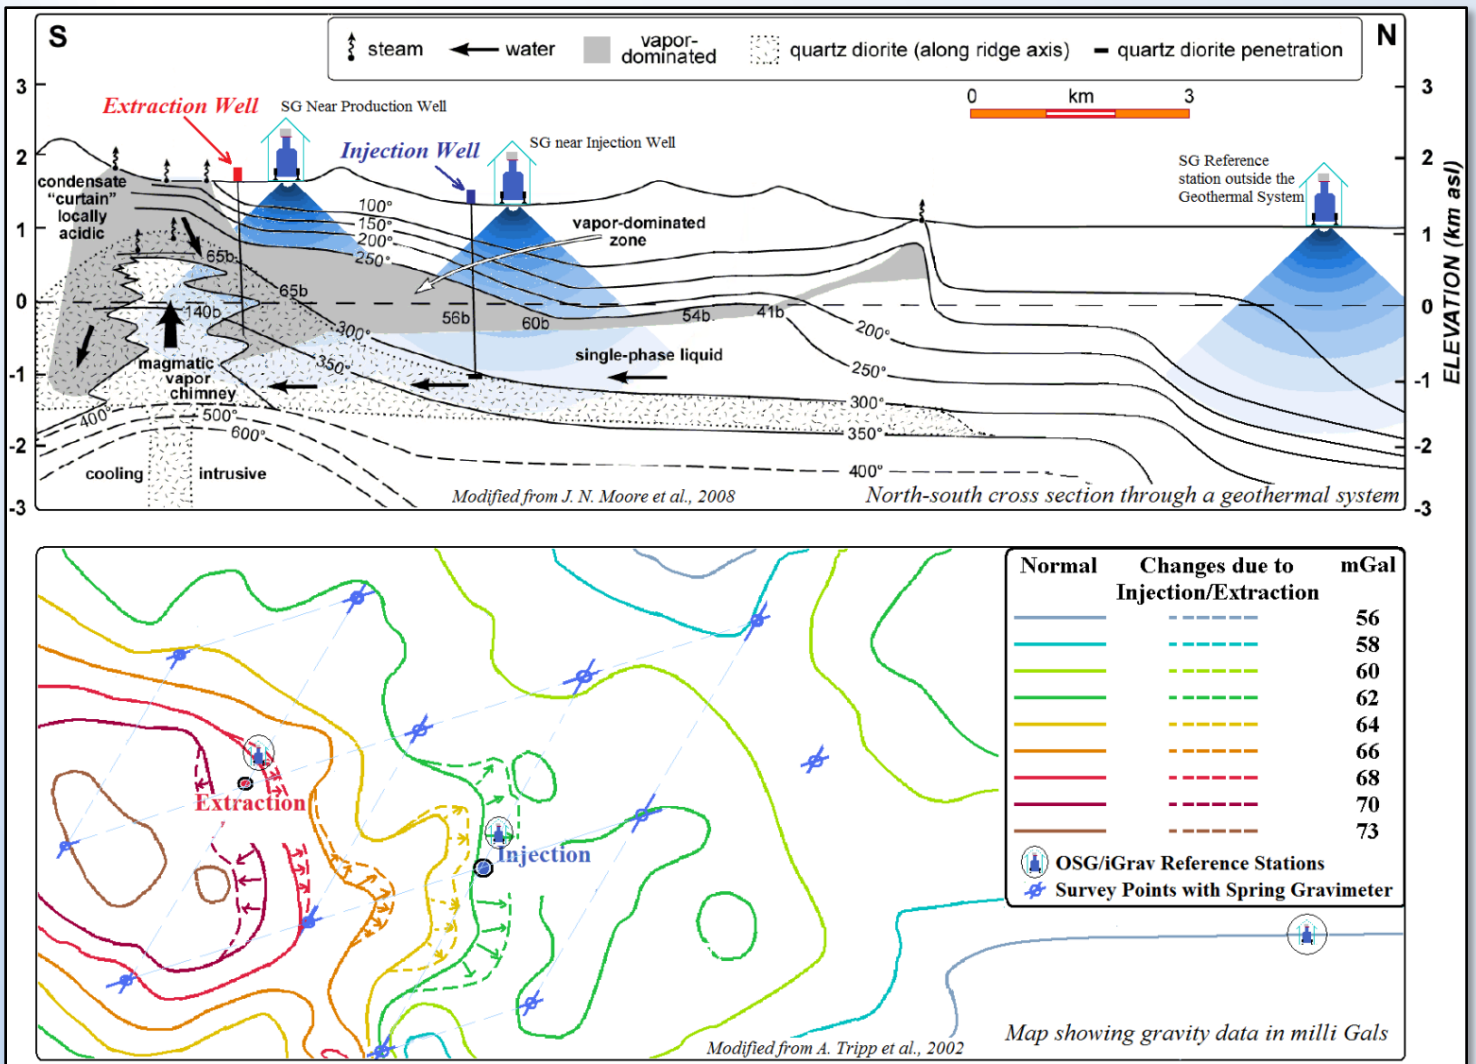 S
N
steam
water
vapor-
dominated
quartz diorite (along ridge axis)
quartz diorite penetration
0 km 3
3
2
1
0
-1
-2
-3
3
2
1
0
-1
-2
-3
ELEVATION (km asl)
Extraction Well
SG Near Production Well
Injection Well
SG near Injection Well
SG Reference
station outside the
Geothermal System
condensate
"curtain"
locally
acidic
100°
150°
200°
250°
vapor-dominated
zone
65b
65b
140b
56b
60b
54b
41b
300°
350°
200°
250°
300°
350°
400°
single-phase liquid
magmatic
vapor
chimney
400°
500°
600°
cooling
intrusive
Modified from J. N. Moore et al., 2008
North-south cross section through a geothermal system
Normal
Changes due to
Injection/Extraction
mGal
56
58
60
62
64
66
68
70
73
OSG/iGrav Reference Stations
Survey Points with Spring Gravimeter
Extraction
Injection
Map showing gravity data in milli Gals
Modified from A. Tripp et al., 2002